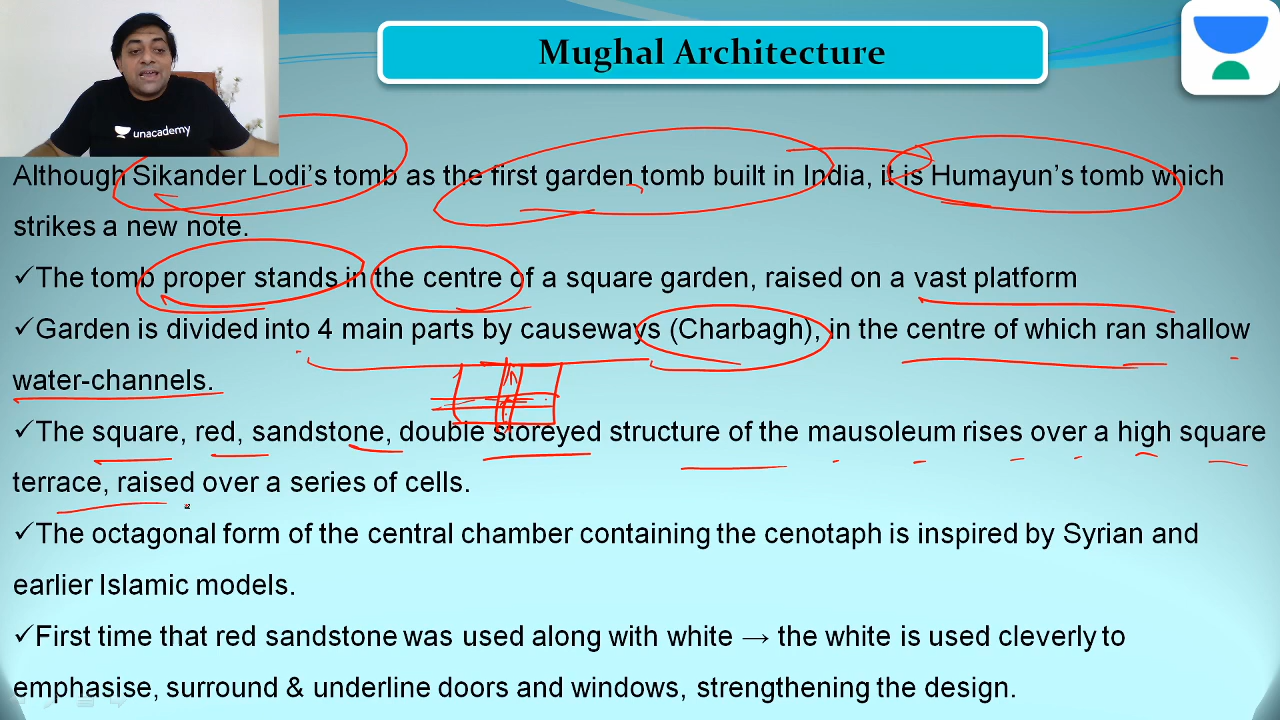 Mughal Architecture
unacademy
Although Sikander Lodi’s tomb as the first garden tomb built in India, it is Humayun’s tomb which
strikes a new note.
✓The tomb proper stands in the centre of a square garden, raised on a vast platform
✓Garden is divided into 4 main parts by causeways (Charbagh), in the centre of which ran shallow
water-channels.
✓The square, red, sandstone, double storeyed structure of the mausoleum rises over a high square
terrace, raised over a series of cells.
✓The octagonal form of the central chamber containing the cenotaph is inspired by Syrian and
earlier Islamic models.
✓First time that red sandstone was used along with white → the white is used cleverly to
emphasise, surround & underline doors and windows, strengthening the design.